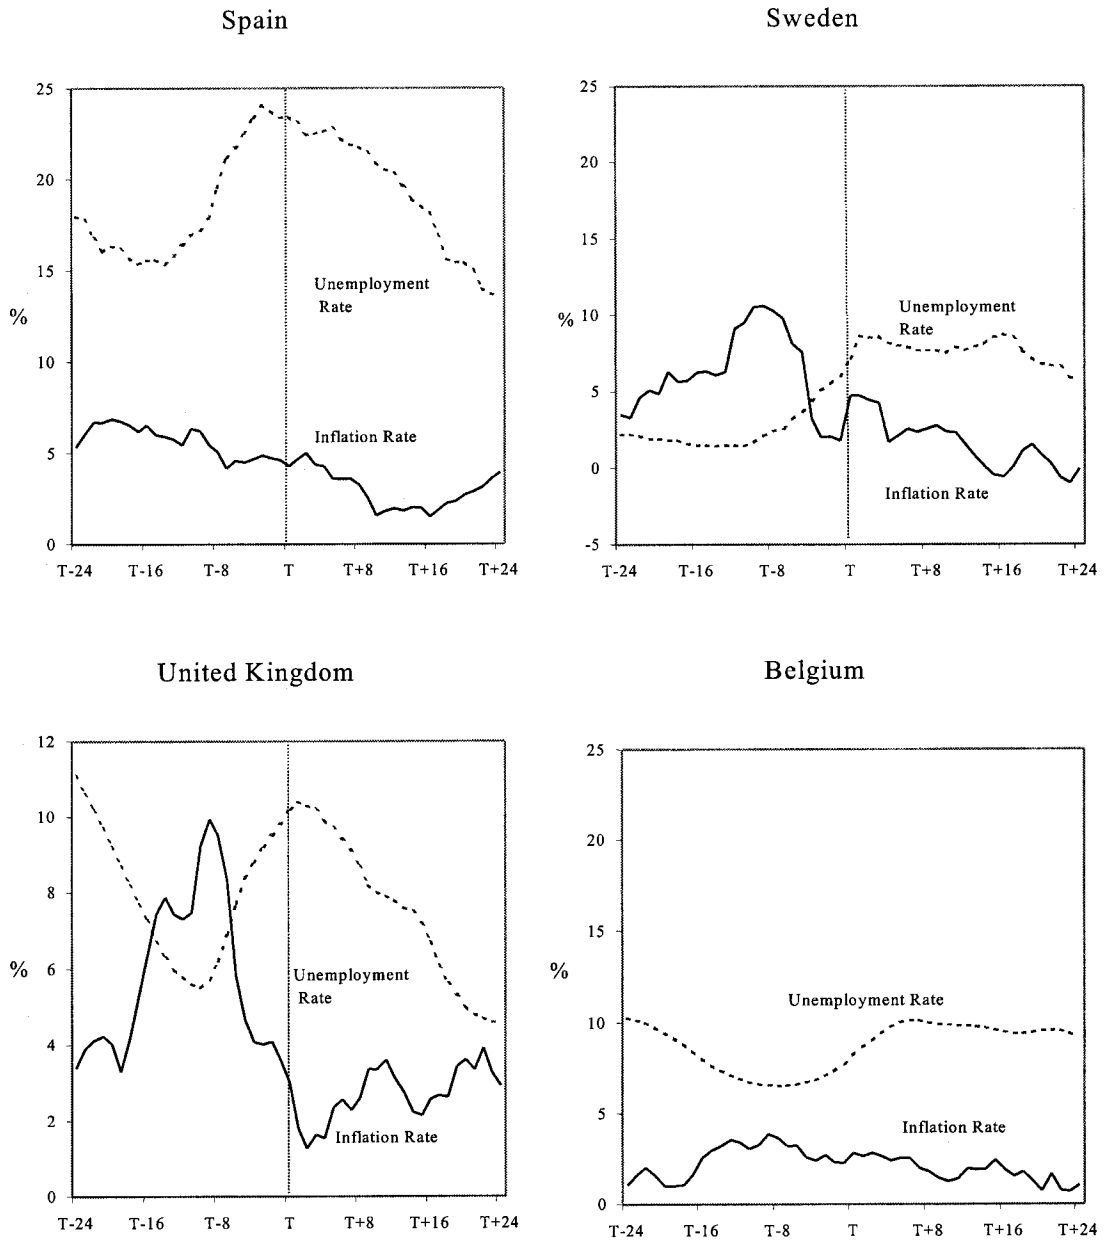 Spain
25
20
15
10
5
0
%
Unemployment
Rate
Inflation Rate
T-24 T-16 T-8 T T+8 T+16 T+24
Sweden
25
20
15
10
5
0
-5
%
Unemployment
Rate
Inflation Rate
T-24 T-16 T-8 T T+8 T+16 T+24
United Kingdom
12
10
8
6
4
2
0
%
Unemployment
Rate
Inflation Rate
T-24 T-16 T-8 T T+8 T+16 T+24
Belgium
25
20
15
10
5
0
%
Unemployment Rate
Inflation Rate
T-24 T-16 T-8 T T+8 T+16 T+24